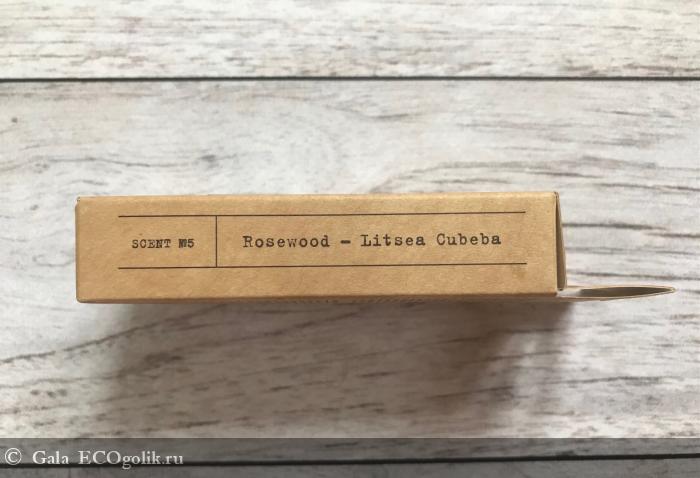 SCENT №5
Rosewood - Litsea Cubeba
© Gala ECOgolik.ru